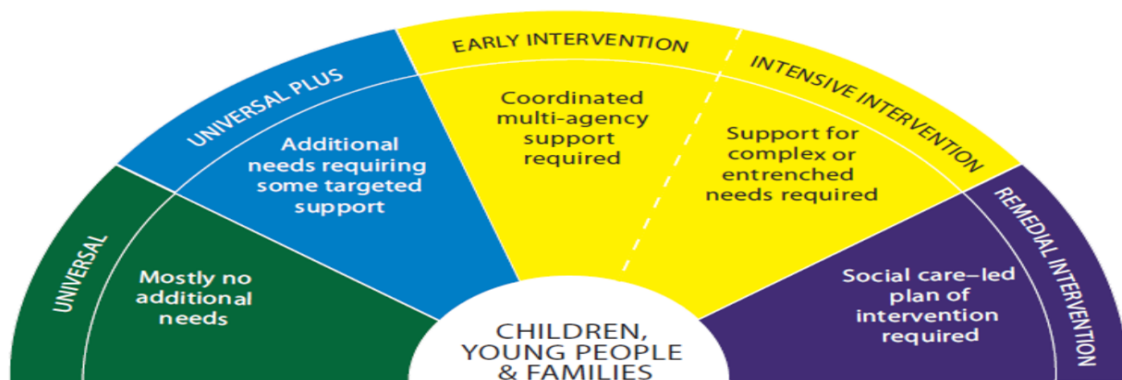 UNIVERSAL
Mostly no
additional
needs
UNIVERSAL PLUS
Additional
needs requiring
some targeted
support
EARLY INTERVENTION
Coordinated
multi-agency
support
required
INTENSIVE INTERVENTION
Support for
complex or
entrenched
needs required
REMEDIAL INTERVENTION
Social care–led
plan of
intervention
required
CHILDREN,
YOUNG PEOPLE
& FAMILIES